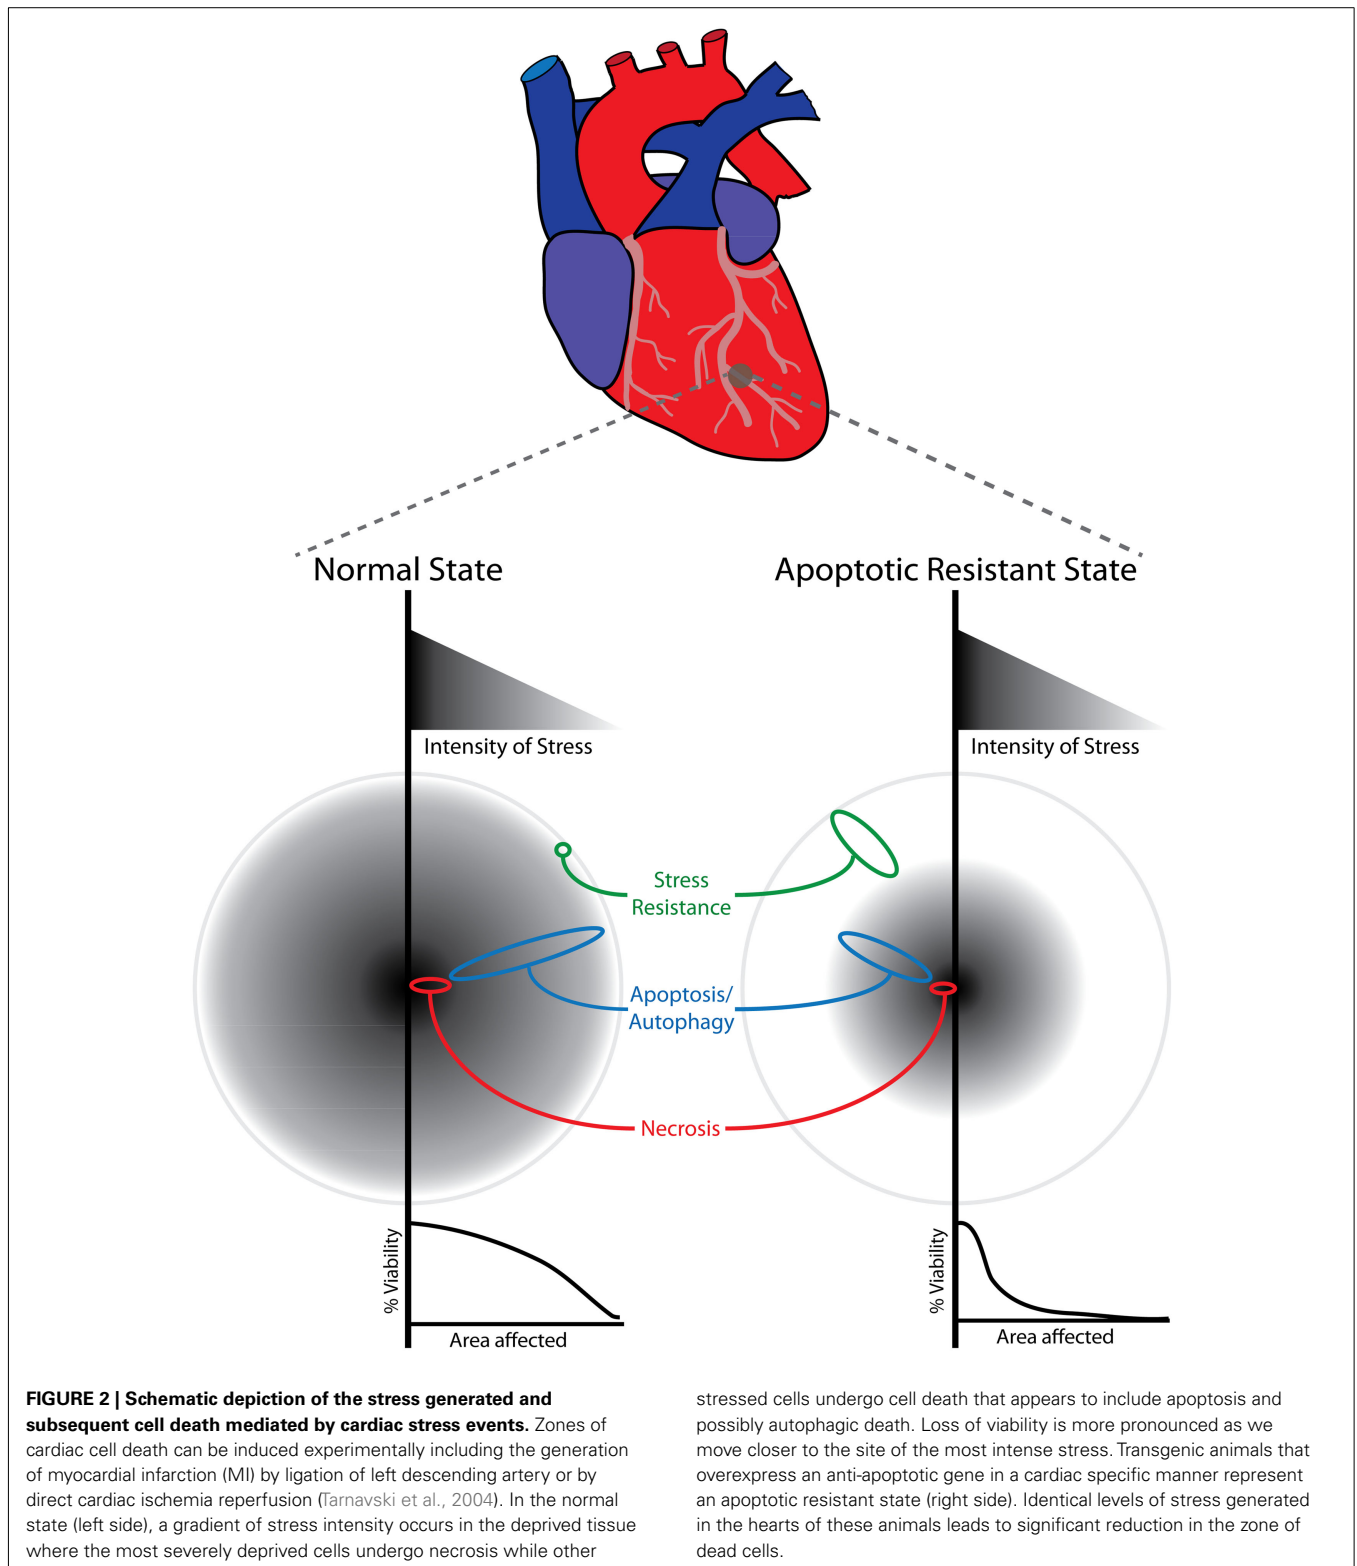 Normal State
Apoptotic Resistant State
Intensity of Stress
Intensity of Stress
Stress
Resistance
Apoptosis/
Autophagy
Necrosis
% Viability
Area affected
% Viability
Area affected
FIGURE 2 | Schematic depiction of the stress generated and
subsequent cell death mediated by cardiac stress events. Zones of
cardiac cell death can be induced experimentally including the generation
of myocardial infarction (MI) by ligation of left descending artery or by
direct cardiac ischemia reperfusion (Tarnavski et al., 2004). In the normal
state (left side), a gradient of stress intensity occurs in the deprived tissue
where the most severely deprived cells undergo necrosis while other
stressed cells undergo cell death that appears to include apoptosis and
possibly autophagic death. Loss of viability is more pronounced as we
move closer to the site of the most intense stress. Transgenic animals that
overexpress an anti-apoptotic gene in a cardiac specific manner represent
an apoptotic resistant state (right side). Identical levels of stress generated
in the hearts of these animals leads to significant reduction in the zone of
dead cells.